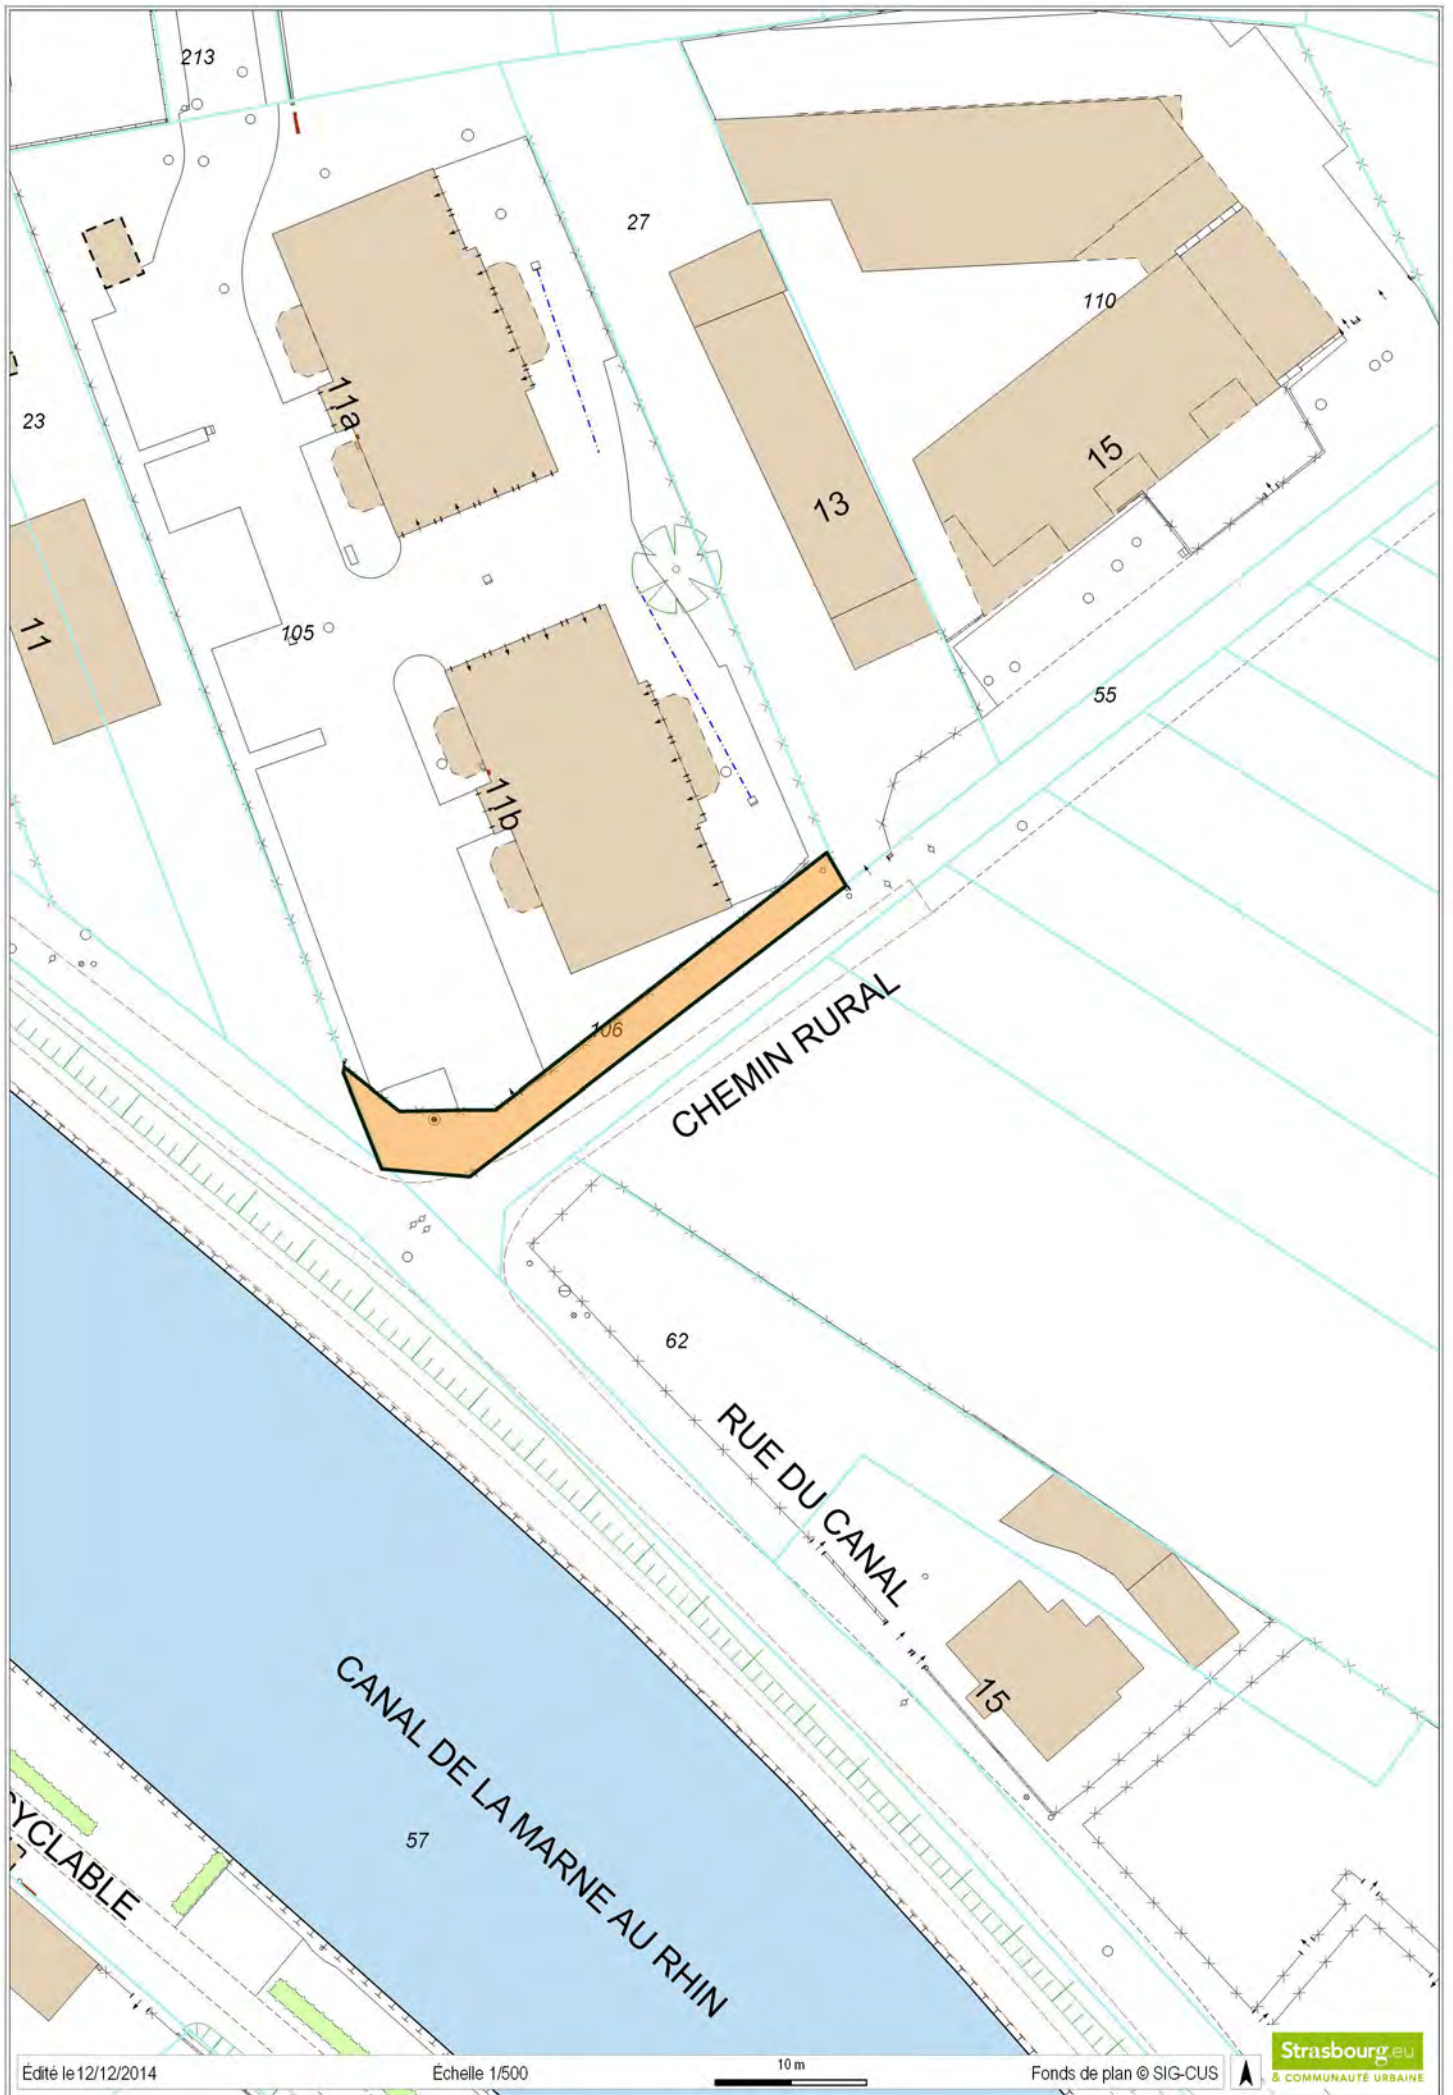 213
27
110
23
11a
15
13
11
105
55
11b
106
CHEMIN RURAL
62
RUE DU CANAL
15
CANAL DE LA MARNE AU RHIN
57
CYCLABLE
Édité le 12/12/2014
Échelle 1/500
10 m
Fonds de plan © SIG-CUS
Strasbourg.eu
& COMMUNAUTÉ URBAINE